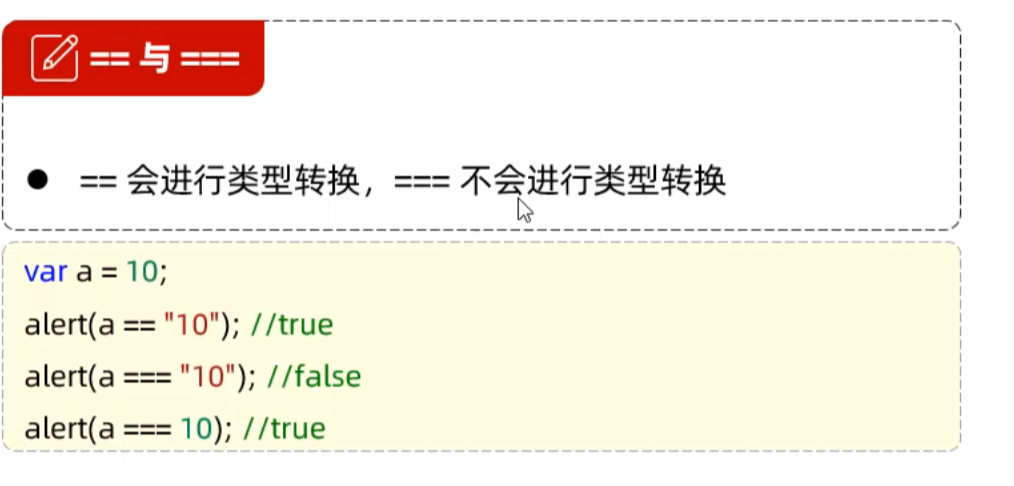 == 与 ===
● == 会进行类型转换，=== 不会进行类型转换
var a = 10;
alert(a == "10"); //true
alert(a === "10"); //false
alert(a === 10); //true